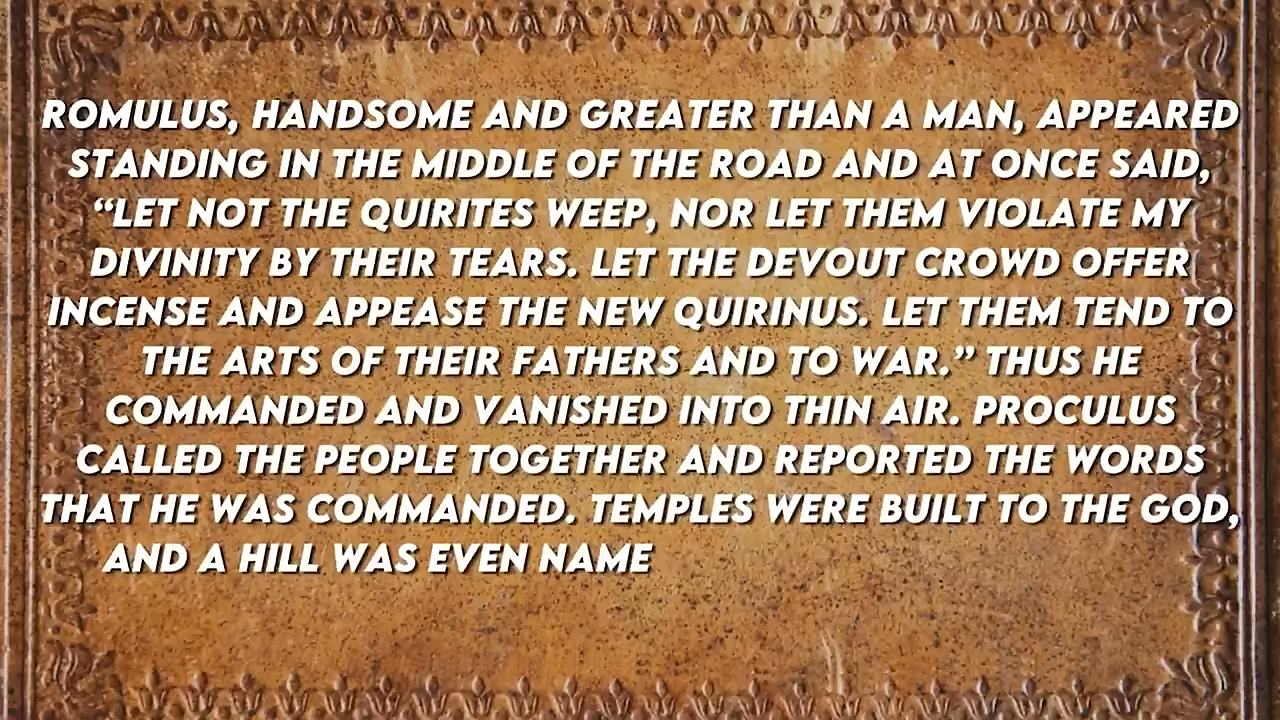 ROMULUS, HANDSOME AND GREATER THAN A MAN, APPEARED
STANDING IN THE MIDDLE OF THE ROAD AND AT ONCE SAID,
“LET NOT THE QUIRITES WEEP, NOR LET THEM VIOLATE MY
DIVINITY BY THEIR TEARS. LET THE DEVOUT CROWD OFFER
INCENSE AND APPEASE THE NEW QUIRINUS. LET THEM TEND TO
THE ARTS OF THEIR FATHERS AND TO WAR.” THUS HE
COMMANDED AND VANISHED INTO THIN AIR. PROCULUS
CALLED THE PEOPLE TOGETHER AND REPORTED THE WORDS
THAT HE WAS COMMANDED. TEMPLES WERE BUILT TO THE GOD,
AND A HILL WAS EVEN NAME